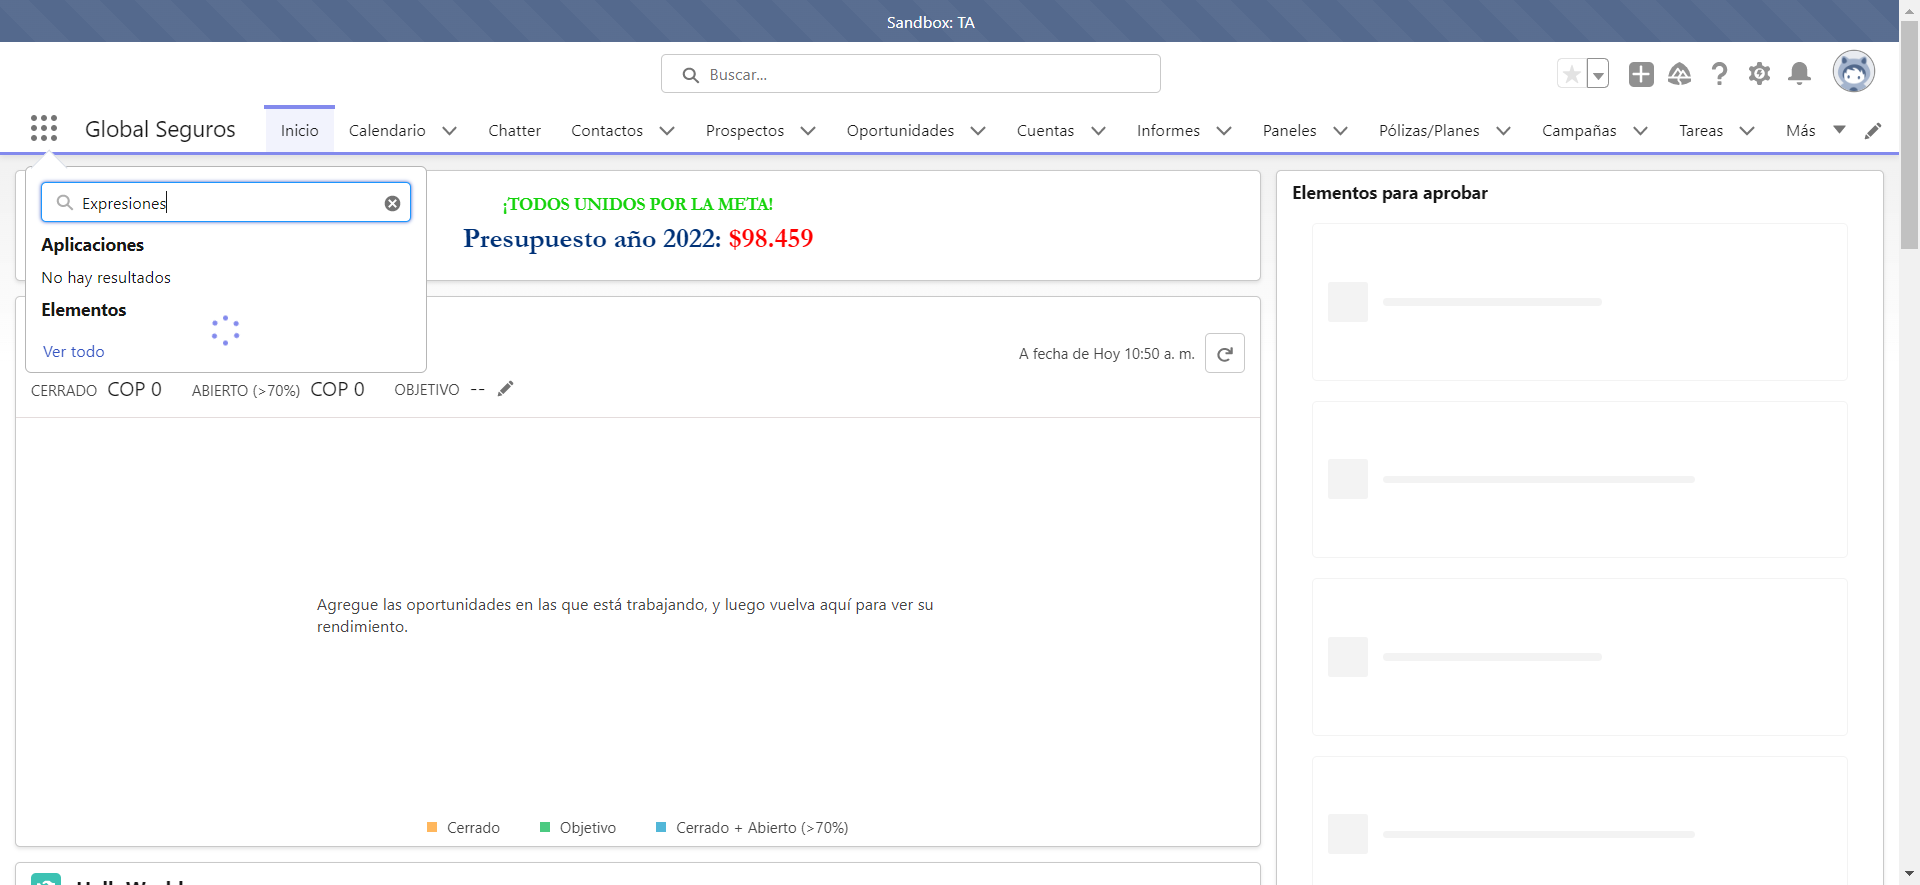 Sandbox: TA
Buscar...
Global Seguros
Inicio
Calendario
Chatter
Contactos
Prospectos
Oportunidades
Cuentas
Informes
Paneles
Pólizas/Planes
Campañas
Tareas
Más
Expresiones
Aplicaciones
No hay resultados
Elementos
Ver todo
¡TODOS UNIDOS POR LA META!
Presupuesto año 2022: $98.459
A fecha de Hoy 10:50 a. m.
CERRADO COP 0 ABIERTO (>70%) COP 0 OBJETIVO --
Agregue las oportunidades en las que está trabajando, y luego vuelva aquí para ver su
rendimiento.
Cerrado
Objetivo
Cerrado + Abierto (>70%)
Elementos para aprobar